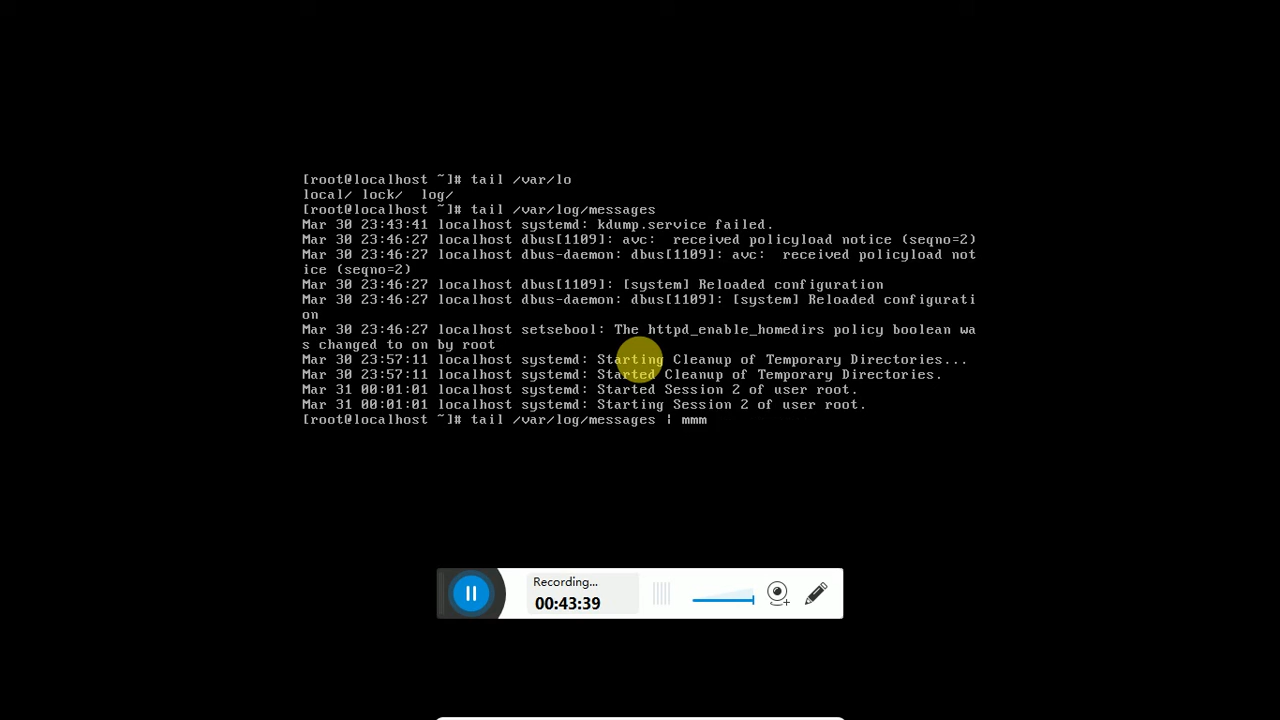 [root@localhost ~]# tail /var/lo
local/ lock/  log/
[root@localhost ~]# tail /var/log/messages
Mar 30 23:43:41 localhost systemd: kdump.service failed.
Mar 30 23:46:27 localhost dbus[1109]: avc:  received policyload notice (seqno=2)
Mar 30 23:46:27 localhost dbus-daemon: dbus[1109]: avc:  received policyload not
ice (seqno=2)
Mar 30 23:46:27 localhost dbus[1109]: [system] Reloaded configuration
Mar 30 23:46:27 localhost dbus-daemon: dbus[1109]: [system] Reloaded configurati
on
Mar 30 23:46:27 localhost setsebool: The httpd_enable_homedirs policy boolean wa
s changed to on by root
Mar 30 23:57:11 localhost systemd: Starting Cleanup of Temporary Directories...
Mar 30 23:57:11 localhost systemd: Started Cleanup of Temporary Directories.
Mar 31 00:01:01 localhost systemd: Started Session 2 of user root.
Mar 31 00:01:01 localhost systemd: Starting Session 2 of user root.
[root@localhost ~]# tail /var/log/messages | mmm
Recording...
00:43:39